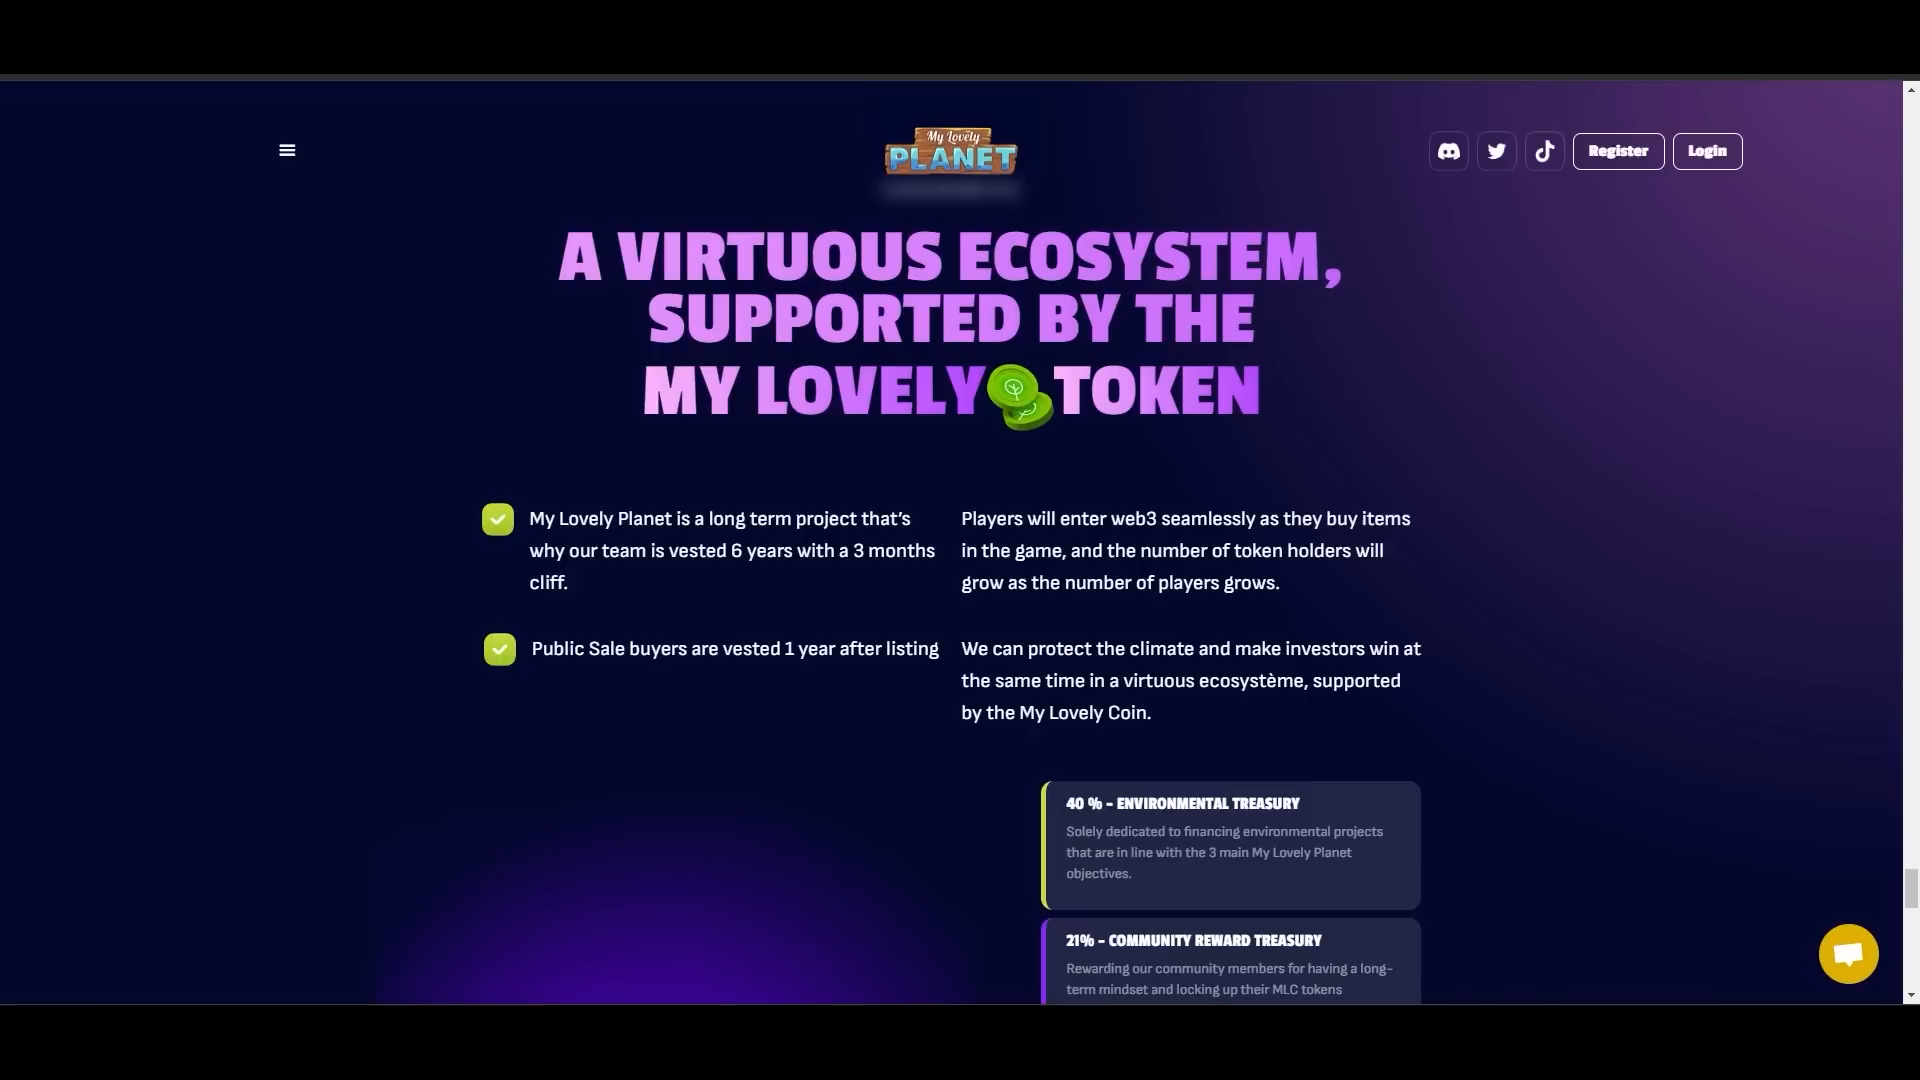 My Lovely
PLANET
Register
Login
A VIRTUOUS ECOSYSTEM,
SUPPORTED BY THE
MY LOVELY TOKEN
My Lovely Planet is a long term project that’s
why our team is vested 6 years with a 3 months
cliff.
Players will enter web3 seamlessly as they buy items
in the game, and the number of token holders will
grow as the number of players grows.
Public Sale buyers are vested 1 year after listing
We can protect the climate and make investors win at
the same time in a virtuous ecosystème, supported
by the My Lovely Coin.
40 % - ENVIRONMENTAL TREASURY
Solely dedicated to financing environmental projects
that are in line with the 3 main My Lovely Planet
objectives.
21% - COMMUNITY REWARD TREASURY
Rewarding our community members for having a long-
term mindset and locking up their MLC tokens